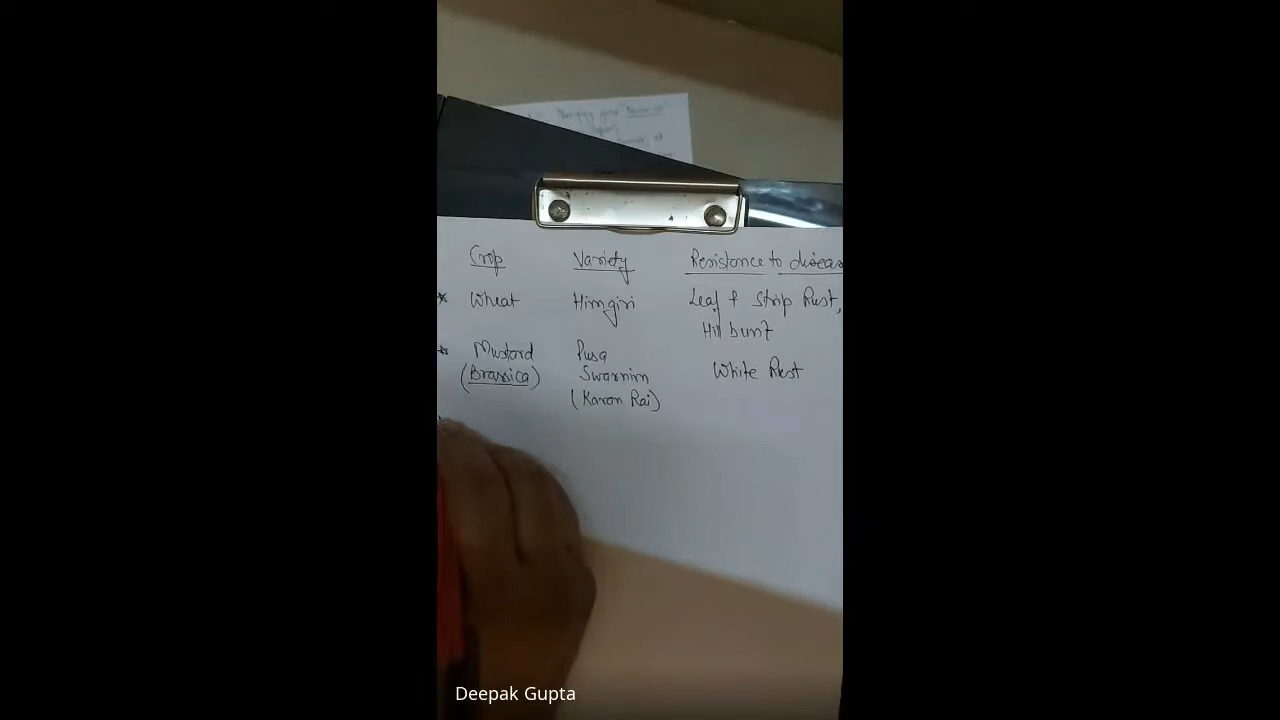 Crop Variety Resistance to diseas
* Wheat Himgiri Leaf & Strip Rust,
Hill bunt
* Mustard Pusa
(Brassica) Swarnim White Rust
(Karan Rai)
Deepak Gupta